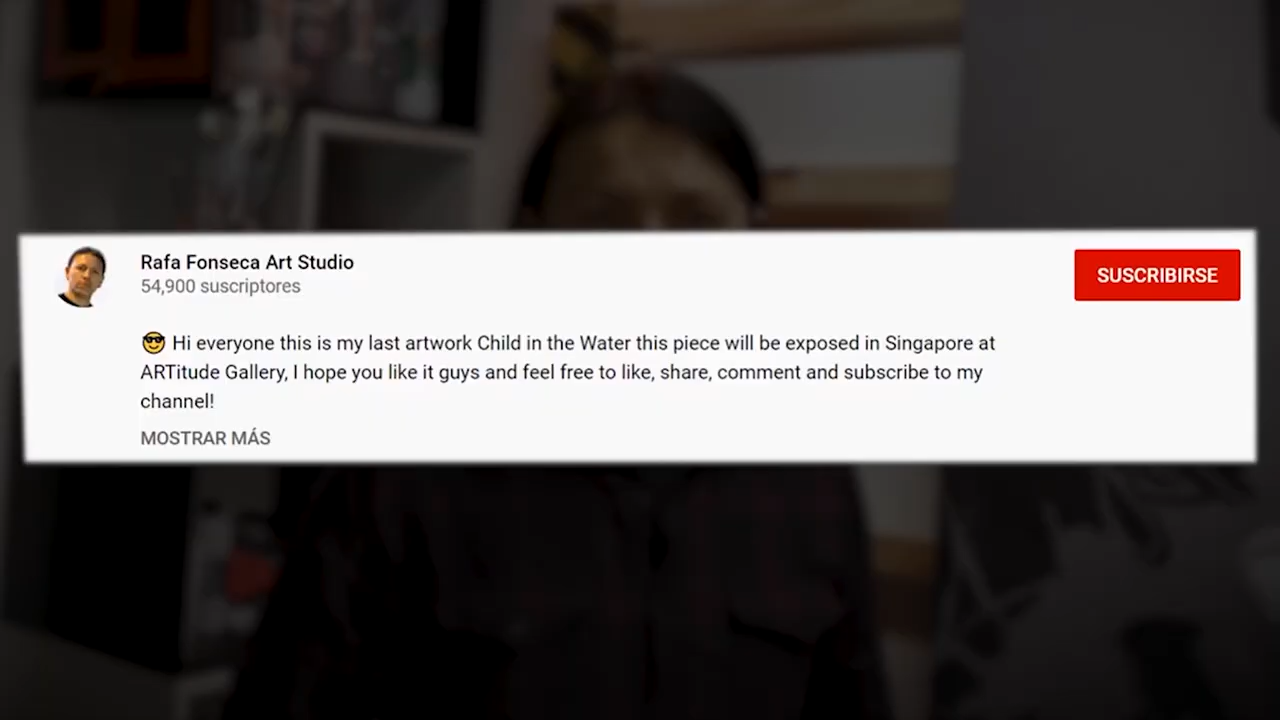 Rafa Fonseca Art Studio
54,900 suscriptores
SUSCRIBIRSE
😎 Hi everyone this is my last artwork Child in the Water this piece will be exposed in Singapore at
ARTitude Gallery, I hope you like it guys and feel free to like, share, comment and subscribe to my
channel!
MOSTRAR MÁS